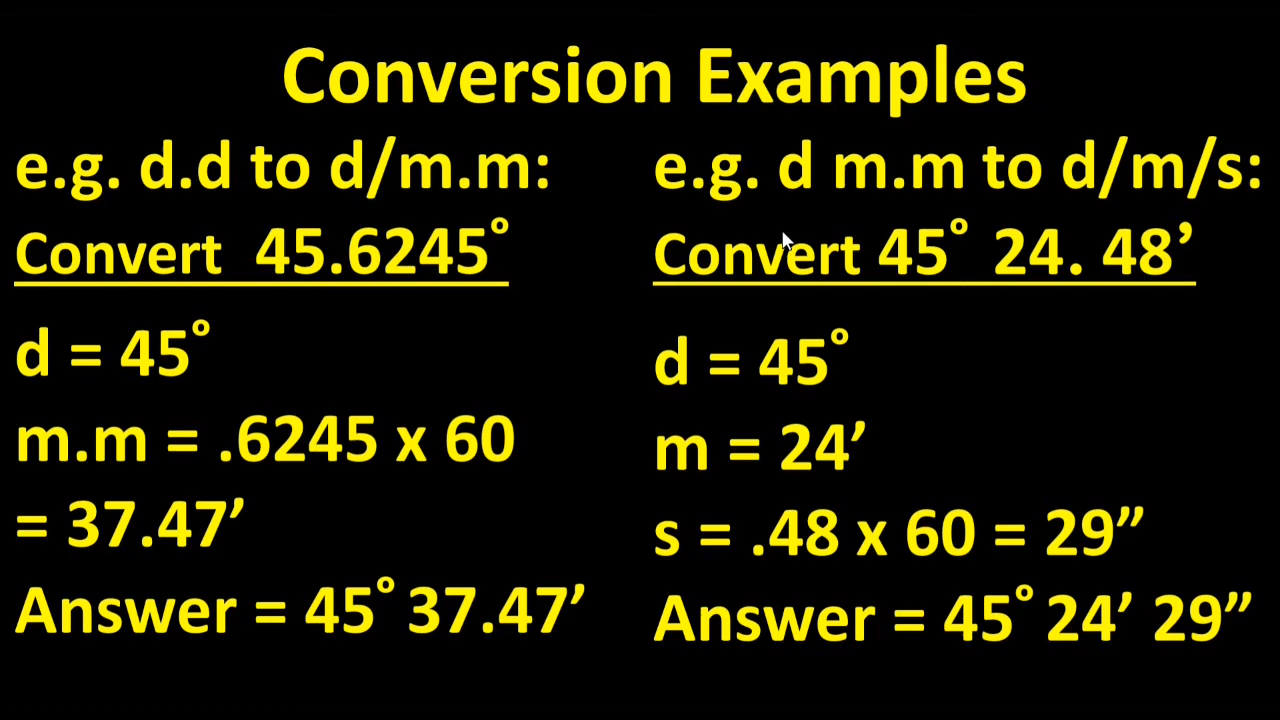 Conversion Examples
e.g. d.d to d/m.m:
Convert 45.6245°
d = 45°
m.m = .6245 x 60
= 37.47’
Answer = 45° 37.47’
e.g. d m.m to d/m/s:
Convert 45° 24. 48’
d = 45°
m = 24’
s = .48 x 60 = 29”
Answer = 45° 24’ 29”